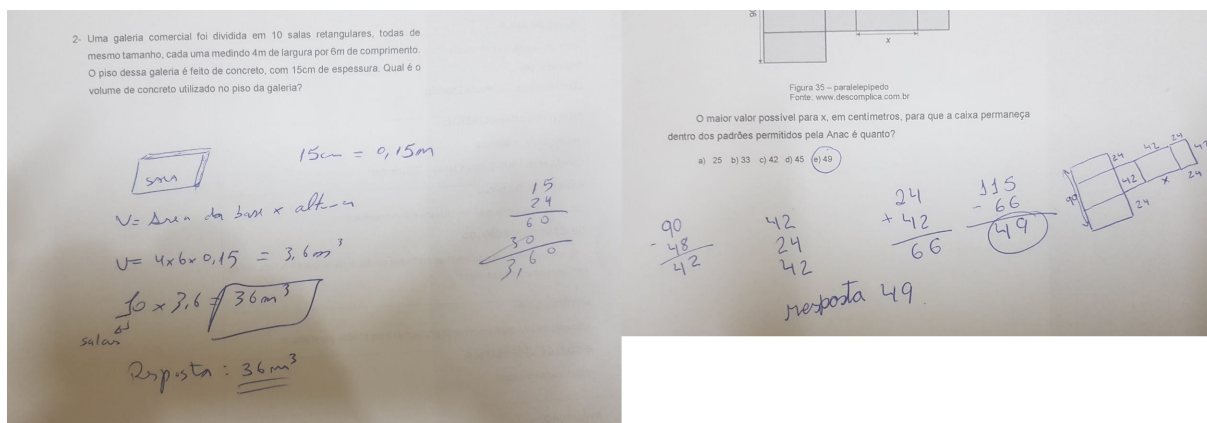 2- Uma galeria comercial foi dividida em 10 salas retangulares, todas de
mesmo tamanho, cada uma medindo 4m de largura por 6m de comprimento.
O piso dessa galeria é feito de concreto, com 15cm de espessura. Qual é o
volume de concreto utilizado no piso da galeria?
15cm = 0,15m
sala
V= Área da base x altura
V= 4x6x0,15 = 3,6m³
10 x 3,6 = 36m³
salas
Resposta : 36m³
15
24
60
30
3,60
x
Figura 35 – paralelepípedo
Fonte: www.descomplica.com.br
O maior valor possível para x, em centímetros, para que a caixa permaneça
dentro dos padrões permitidos pela Anac é quanto?
a) 25 b) 33 c) 42 d) 45 e) 49
90
- 48
42
42
24
42
24
+ 42
66
115
- 66
49
resposta 49.
90
24
42
24
42
x
24
42
24